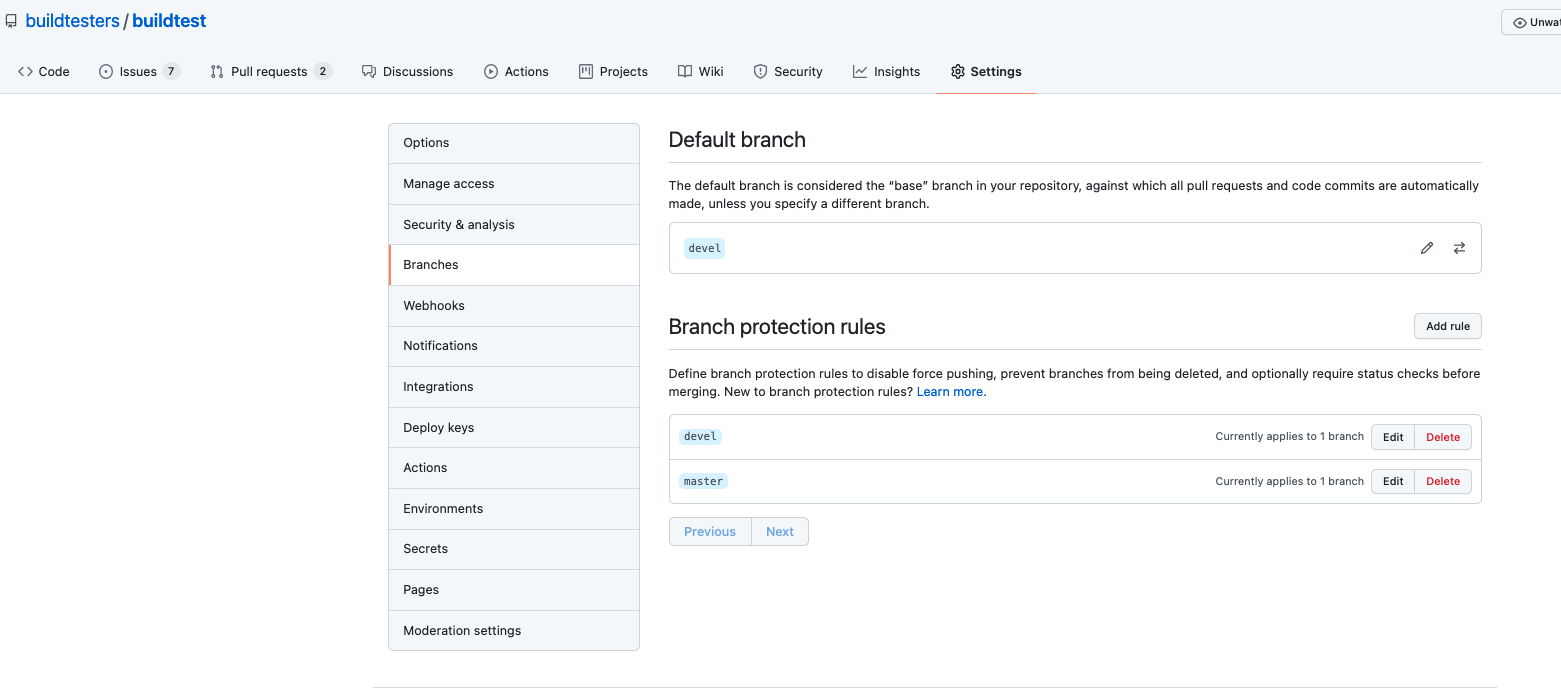 buildtesters / buildtest
Unwat
Code Issues 7 Pull requests 2 Discussions Actions Projects Wiki Security Insights Settings
Options
Manage access
Security & analysis
Branches
Webhooks
Notifications
Integrations
Deploy keys
Actions
Environments
Secrets
Pages
Moderation settings
Default branch
The default branch is considered the “base” branch in your repository, against which all pull requests and code commits are automatically
made, unless you specify a different branch.
devel
Branch protection rules
Add rule
Define branch protection rules to disable force pushing, prevent branches from being deleted, and optionally require status checks before
merging. New to branch protection rules? Learn more.
devel Currently applies to 1 branch Edit Delete
master Currently applies to 1 branch Edit Delete
Previous Next